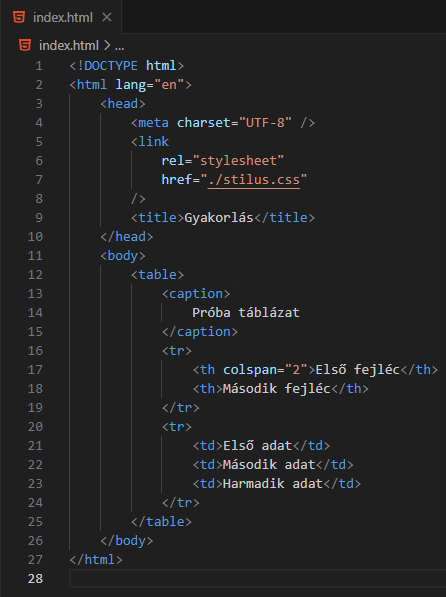 index.html ×
index.html > ...
1 <!DOCTYPE html>
2 <html lang="en">
3     <head>
4         <meta charset="UTF-8" />
5         <link
6             rel="stylesheet"
7             href="./stilus.css"
8         />
9         <title>Gyakorlás</title>
10     </head>
11     <body>
12         <table>
13             <caption>
14                 Próba táblázat
15             </caption>
16             <tr>
17                 <th colspan="2">Első fejléc</th>
18                 <th>Második fejléc</th>
19             </tr>
20             <tr>
21                 <td>Első adat</td>
22                 <td>Második adat</td>
23                 <td>Harmadik adat</td>
24             </tr>
25         </table>
26     </body>
27 </html>
28